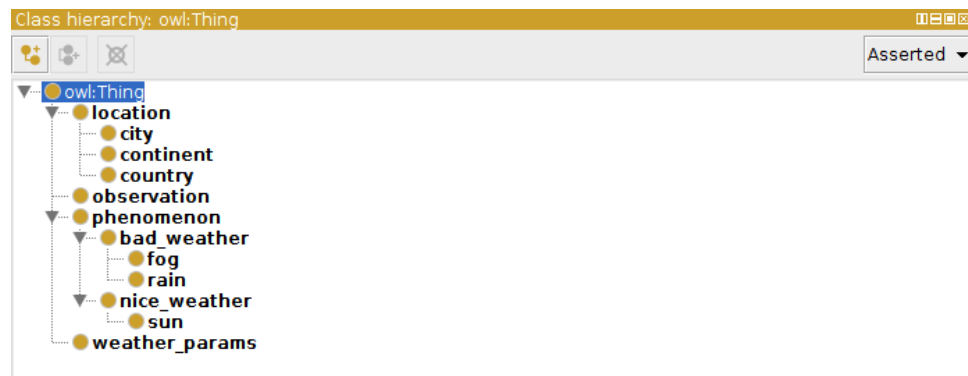 Class hierarchy: owl:Thing
Asserted
owl:Thing
location
city
continent
country
observation
phenomenon
bad_weather
fog
rain
nice_weather
sun
weather_params